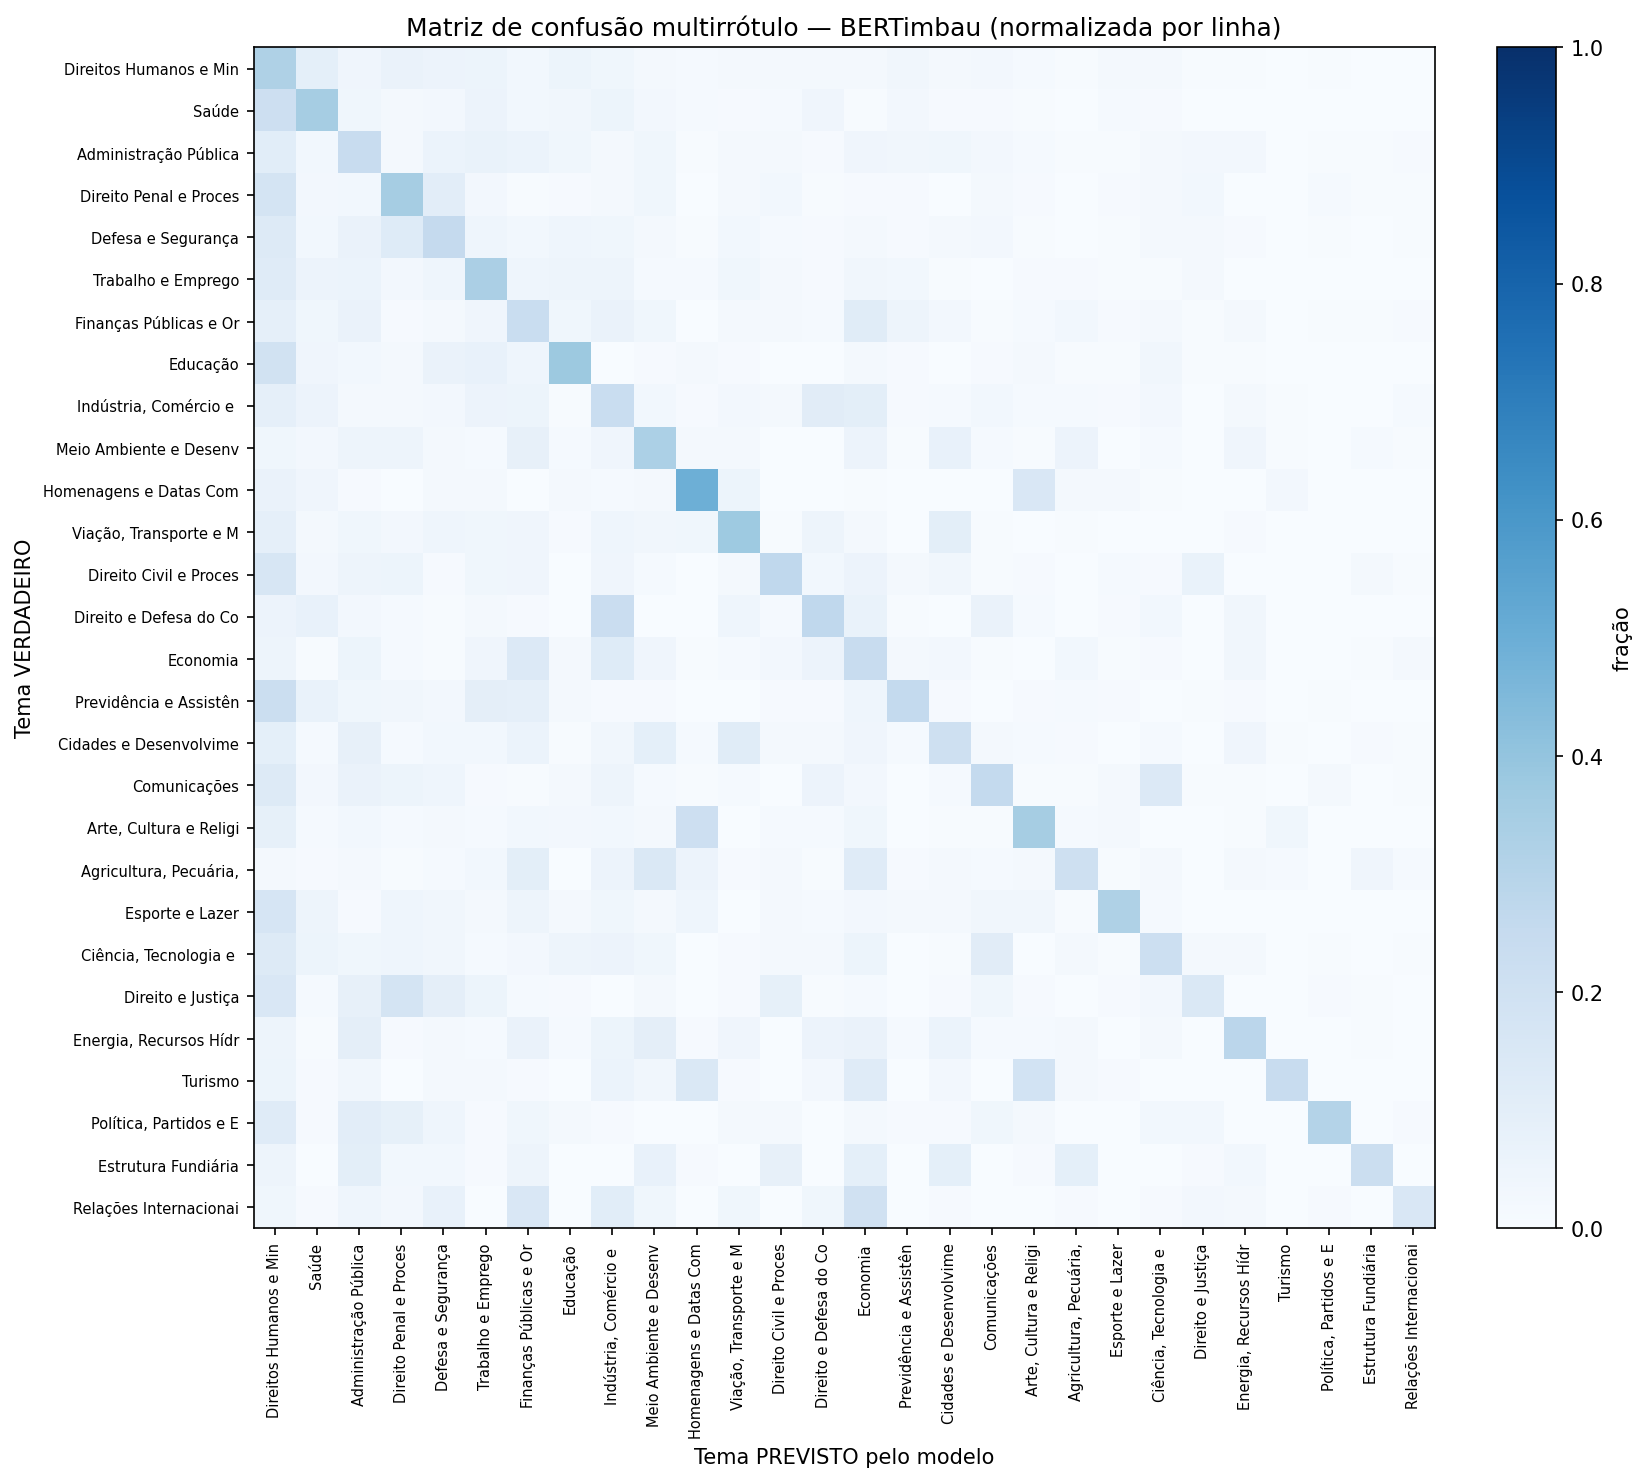 Matriz de confusão multirrótulo — BERTimbau (normalizada por linha)
Tema VERDADEIRO
Direitos Humanos e Min
Saúde
Administração Pública
Direito Penal e Proces
Defesa e Segurança
Trabalho e Emprego
Finanças Públicas e Or
Educação
Indústria, Comércio e
Meio Ambiente e Desenv
Homenagens e Datas Com
Viação, Transporte e M
Direito Civil e Proces
Direito e Defesa do Co
Economia
Previdência e Assistên
Cidades e Desenvolvime
Comunicações
Arte, Cultura e Religi
Agricultura, Pecuária,
Esporte e Lazer
Ciência, Tecnologia e
Direito e Justiça
Energia, Recursos Hídr
Turismo
Política, Partidos e E
Estrutura Fundiária
Relações Internacionai
Direitos Humanos e Min
Saúde
Administração Pública
Direito Penal e Proces
Defesa e Segurança
Trabalho e Emprego
Finanças Públicas e Or
Educação
Indústria, Comércio e
Meio Ambiente e Desenv
Homenagens e Datas Com
Viação, Transporte e M
Direito Civil e Proces
Direito e Defesa do Co
Economia
Previdência e Assistên
Cidades e Desenvolvime
Comunicações
Arte, Cultura e Religi
Agricultura, Pecuária,
Esporte e Lazer
Ciência, Tecnologia e
Direito e Justiça
Energia, Recursos Hídr
Turismo
Política, Partidos e E
Estrutura Fundiária
Relações Internacionai
Tema PREVISTO pelo modelo
1.0
0.8
0.6
0.4
0.2
0.0
fração